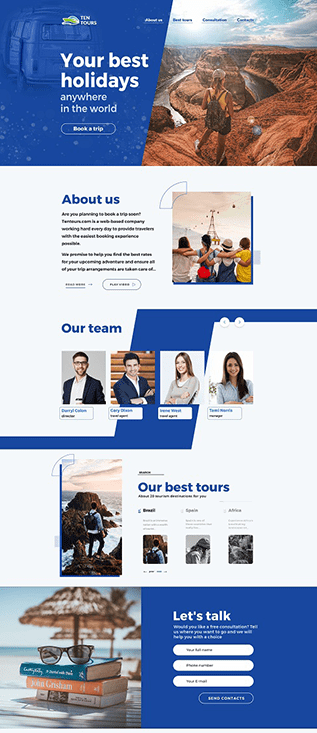 TEN
TOURS
About us
Best tours
Consultation
Contacts
Your best
holidays
anywhere
in the world
Book a trip
About us
Are you planning to book a trip soon?
Tentours.com is a web-based company
working hard every day to provide travelers
with the easiest booking experience
possible.
We promise to help you find the best rates
for your upcoming adventure and ensure all
of your trip arrangements are taken care of...
READ MORE
PLAY VIDEO
Our team
Darryl Colon
director
Cary Dixon
travel agent
Irene West
travel agent
Terri Harris
manager
SEARCH
Our best tours
About 20 tourism destinations for you
Brazil
Spain
Africa
Let's talk
Would you like a free consultation? Tell
us where you want to go and we will
help you with a choice
Your full name
Phone number
Your E-mail
SEND CONTACTS
John Grisham